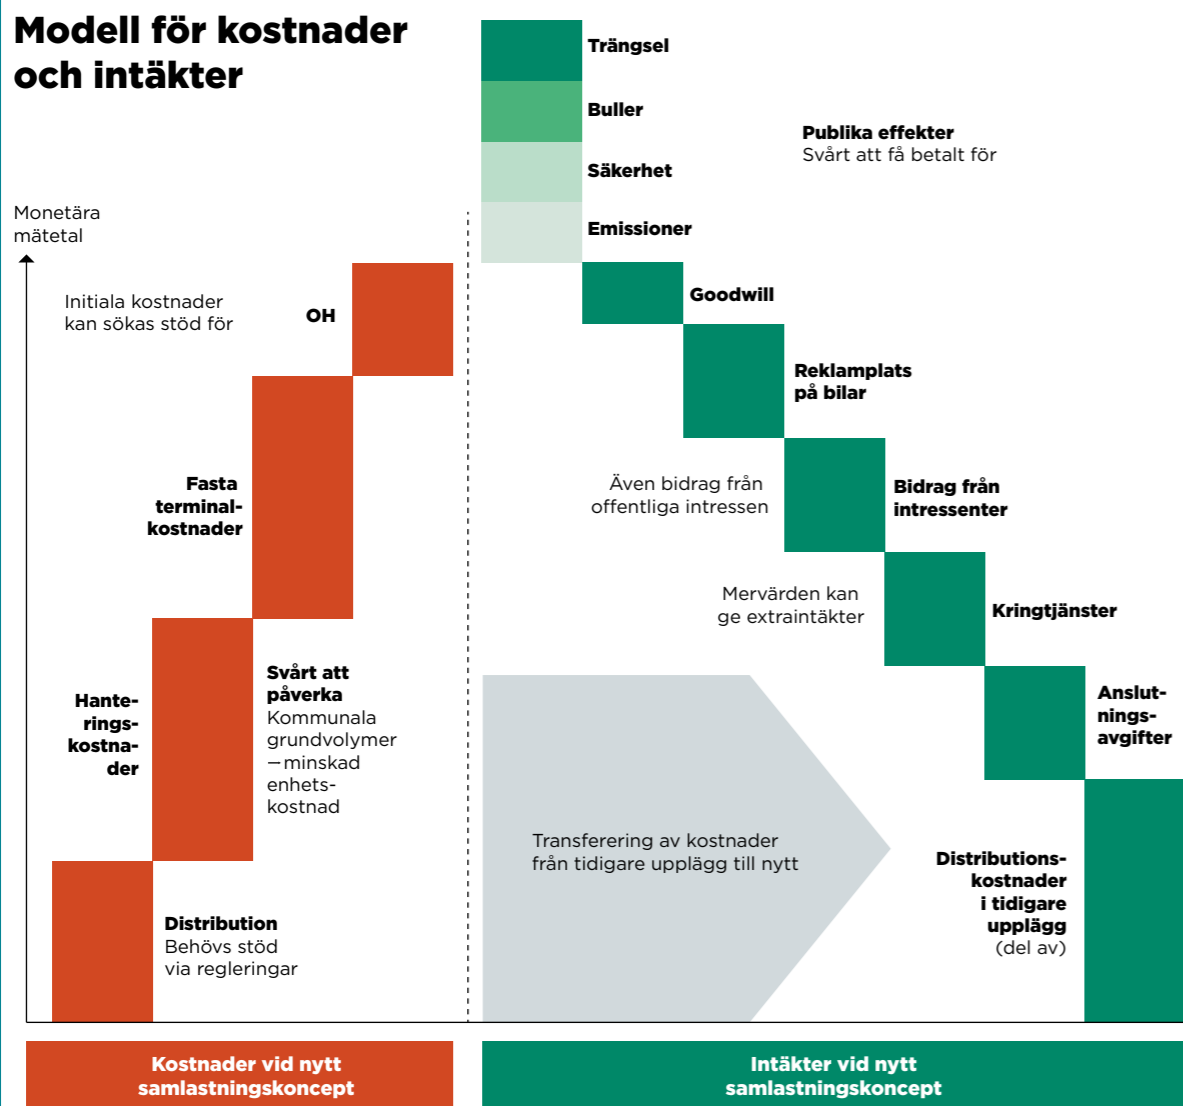 Modell för kostnader
och intäkter
Monetära
mätetal
Initiala kostnader
kan sökas stöd för
OH
Fasta
terminal-
kostnader
Hante-
rings-
kostna-
der
Svårt att
påverka
Kommunala
grundvolymer
– minskad
enhets-
kostnad
Distribution
Behövs stöd
via regleringar
Kostnader vid nytt
samlastningskoncept
Trängsel
Buller
Säkerhet
Emissioner
Publika effekter
Svårt att få betalt för
Goodwill
Reklamplats
på bilar
Även bidrag från
offentliga intressen
Bidrag från
intressenter
Mervärden kan
ge extraintäkter
Kringtjänster
Anslut-
nings-
avgifter
Transferering av kostnader
från tidigare upplägg till nytt
Distributions-
kostnader
i tidigare
upplägg
(del av)
Intäkter vid nytt
samlastningskoncept